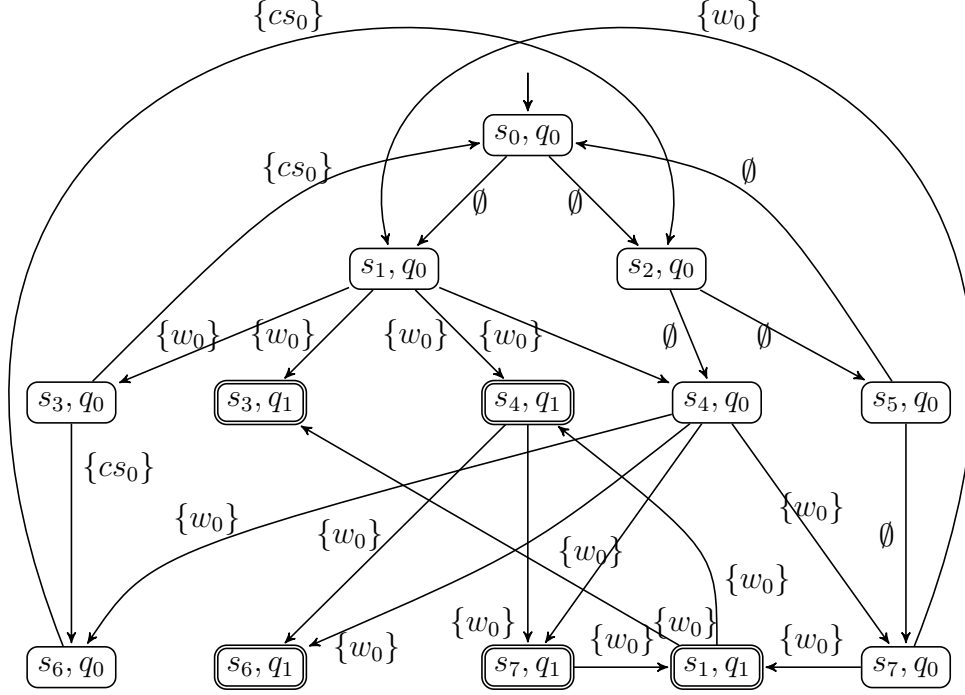 {cs₀} {w₀}
s₀, q₀
{cs₀} ∅
∅ ∅
s₁, q₀ s₂, q₀
{w₀} {w₀} {w₀} {w₀} ∅ ∅
s₃, q₀ s₃, q₁ s₄, q₁ s₄, q₀ s₅, q₀
{cs₀}
{w₀} {w₀} {w₀} {w₀} ∅
{w₀}
{w₀} {w₀} {w₀} {w₀} {w₀}
s₆, q₀ s₆, q₁ s₇, q₁ s₁, q₁ s₇, q₀